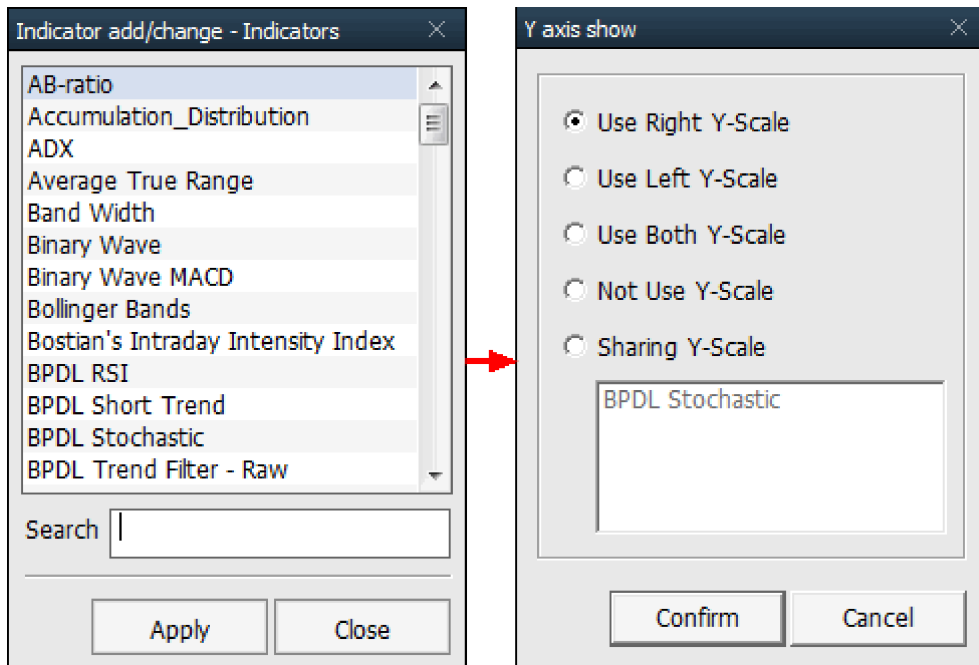 Indicator add/change - Indicators
AB-ratio
Accumulation_Distribution
ADX
Average True Range
Band Width
Binary Wave
Binary Wave MACD
Bollinger Bands
Bostian's Intraday Intensity Index
BPDL RSI
BPDL Short Trend
BPDL Stochastic
BPDL Trend Filter - Raw
Search
Apply
Close
Y axis show
Use Right Y-Scale
Use Left Y-Scale
Use Both Y-Scale
Not Use Y-Scale
Sharing Y-Scale
BPDL Stochastic
Confirm
Cancel